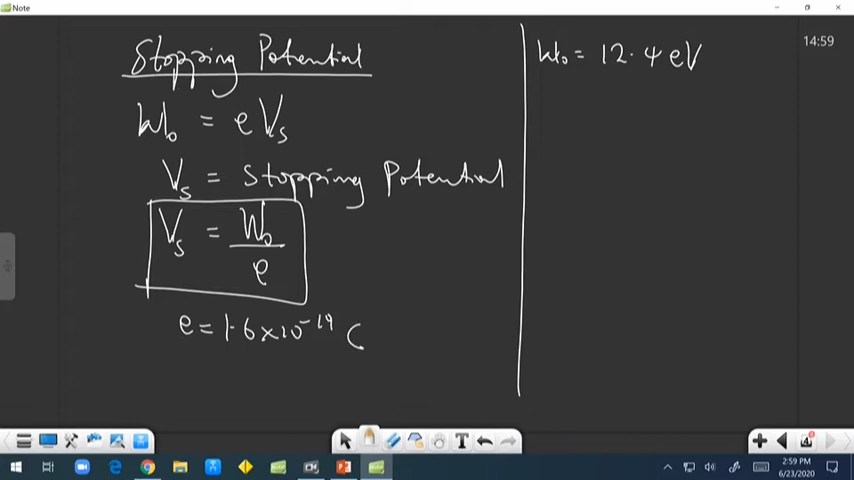 Note
14:59
Stopping Potential
W₀ = eVₛ
Vₛ = Stopping Potential
Vₛ = W₀/e
e = 1.6×10⁻¹⁹ C
W₀ = 12.4 eV
T
2:59 PM
6/23/2020